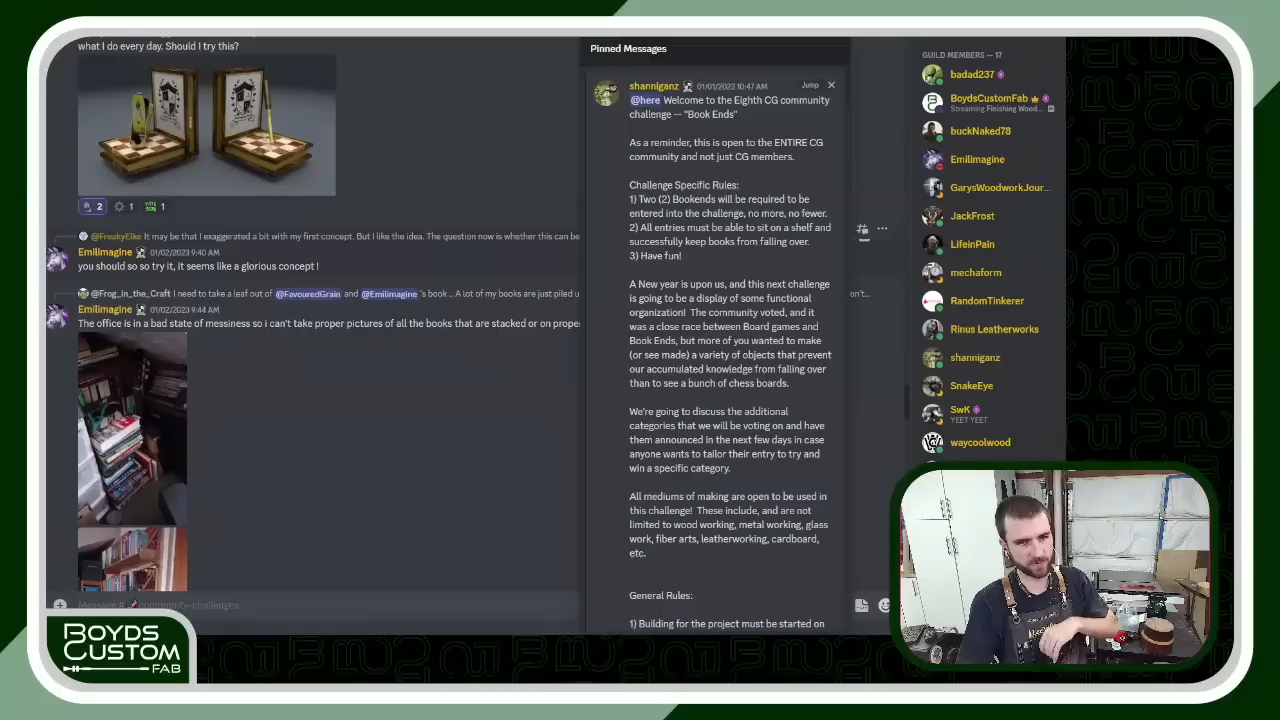 what I do every day. Should I try this?
2
1
1
@FreakyElke It may be that I exaggerated a bit with my first concept. But I like the idea. The question now is whether this can be
Emilimagine 01/02/2023 9:40 AM
you should so try it, it seems like a glorious concept !
@Frog_in_the_Craft I need to take a leaf out of @FavouredGrain and @Emilimagine 's book .. A lot of my books are just piled u
on't...
Emilimagine 01/02/2023 9:44 AM
The office is in a bad state of messiness so i can't take proper pictures of all the books that are stacked or on prope
Message # community-challenges
Pinned Messages
shanniganz 01/01/2023 10:47 AM
Jump
@here Welcome to the Eighth CG community
challenge -- "Book Ends"
As a reminder, this is open to the ENTIRE CG
community and not just CG members.
Challenge Specific Rules:
1) Two (2) Bookends will be required to be
entered into the challenge, no more, no fewer.
2) All entries must be able to sit on a shelf and
successfully keep books from falling over.
3) Have fun!
A New year is upon us, and this next challenge
is going to be a display of some functional
organization! The community voted, and it
was a close race between Board games and
Book Ends, but more of you wanted to make
(or see made) a variety of objects that prevent
our accumulated knowledge from falling over
than to see a bunch of chess boards.
We're going to discuss the additional
categories that we will be voting on and have
them announced in the next few days in case
anyone wants to tailor their entry to try and
win a specific category.
All mediums of making are open to be used in
this challenge! These include, and are not
limited to wood working, metal working, glass
work, fiber arts, leatherworking, cardboard,
etc.
General Rules:
1) Building for the project must be started on
GUILD MEMBERS — 17
badad237
BoydsCustomFab
Streaming Finishing Wood...
buckNaked78
Emilimagine
GarysWoodworkJour...
JackFrost
LifeinPain
mechaform
RandomTinkerer
Rinus Leatherworks
shanniganz
SnakeEye
SwK
YEET YEET
waycoolwood
BOYDS
CUSTOM
FAB